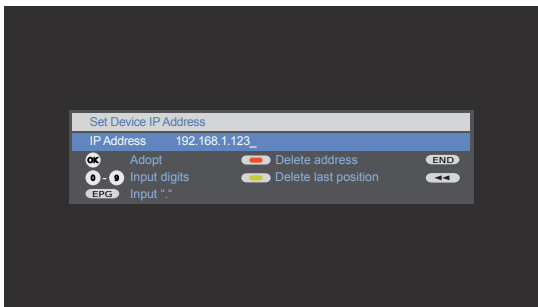 Set Device IP Address
IP Address 192.168.1.123_
OK Adopt Delete address END
0 - 9 Input digits Delete last position ◄◄
EPG Input “.“